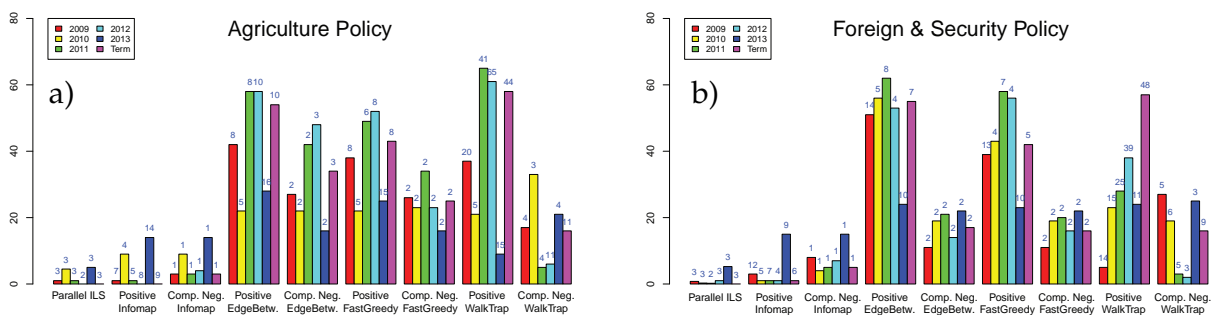 Agriculture Policy
2009 2012
2010 2013
2011 Term
a)
80
60
40
20
0
3 3 3 2 5 3
7 4 5 8 14 9
1 1 1 1 14 1
8 5 8 10 16 10
2 2 2 3 2 3
8 5 6 8 15 8
2 2 2 2 2 2
20 5 41 55 15 44
4 3 4 11 4 11
Parallel ILS
Positive
Infomap
Comp. Neg.
Infomap
Positive
EdgeBetw.
Comp. Neg.
EdgeBetw.
Positive
FastGreedy
Comp. Neg.
FastGreedy
Positive
WalkTrap
Comp. Neg.
WalkTrap
Foreign & Security Policy
2009 2012
2010 2013
2011 Term
b)
80
60
40
20
0
3 3 2 3 3 3
12 5 7 4 9 6
1 1 1 1 1 1
14 5 8 4 10 7
2 2 2 2 2 2
13 4 7 4 10 5
2 2 2 2 2 2
14 15 25 39 11 48
5 6 5 2 3 9
Parallel ILS
Positive
Infomap
Comp. Neg.
Infomap
Positive
EdgeBetw.
Comp. Neg.
EdgeBetw.
Positive
FastGreedy
Comp. Neg.
FastGreedy
Positive
WalkTrap
Comp. Neg.
WalkTrap